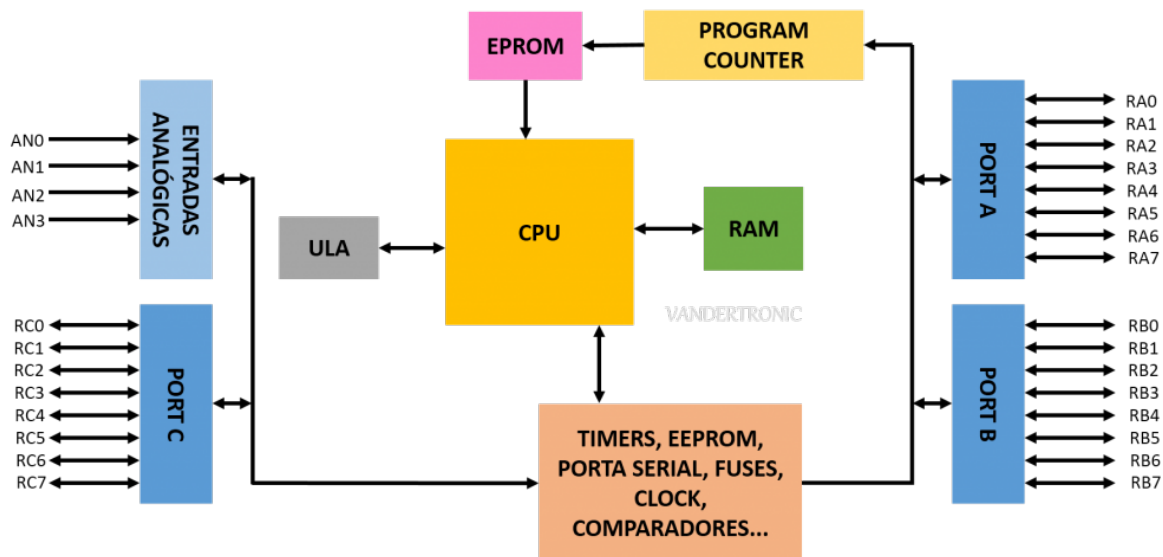 EPROM
PROGRAM
COUNTER
ENTRADAS
ANALÓGICAS
AN0
AN1
AN2
AN3
CPU
ULA
RAM
VANDERTRONIC
PORT A
RA0
RA1
RA2
RA3
RA4
RA5
RA6
RA7
PORT C
RC0
RC1
RC2
RC3
RC4
RC5
RC6
RC7
TIMERS, EEPROM,
PORTA SERIAL, FUSES,
CLOCK,
COMPARADORES...
PORT B
RB0
RB1
RB2
RB3
RB4
RB5
RB6
RB7